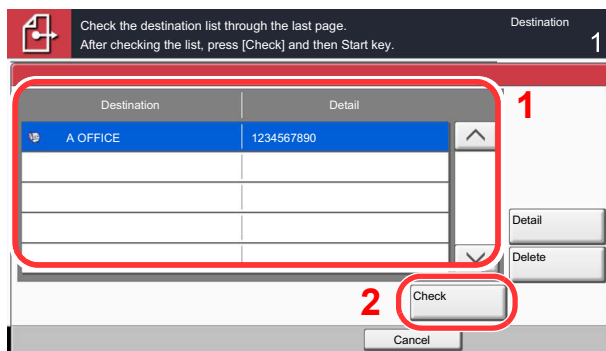 Check the destination list through the last page.
After checking the list, press [Check] and then Start key.
Destination
1
1
Destination
Detail
A OFFICE
1234567890
Detail
Delete
2
Check
Cancel